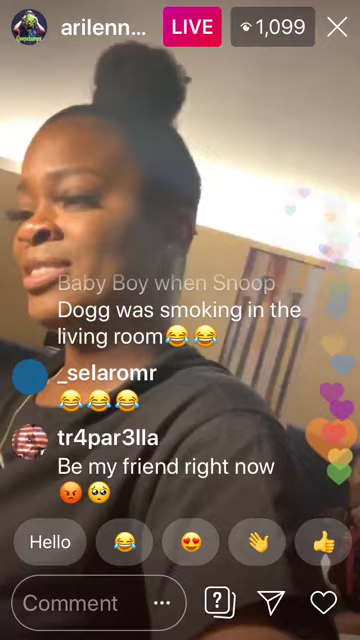 arilenn...
LIVE
1,099
Baby Boy when Snoop
Dogg was smoking in the
living room😂😂
_selaromr
😂😂😂
tr4par3lla
Be my friend right now
😡🥺
Hello
😂
😍
👋
👍
Comment
...
?